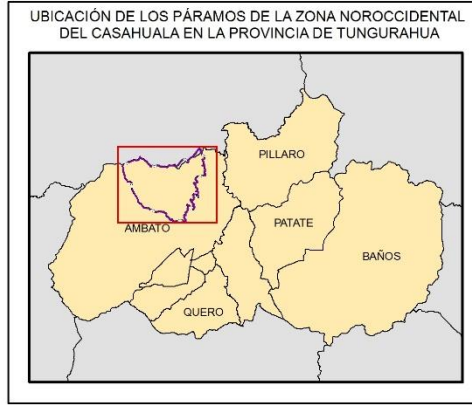 UBICACIÓN DE LOS PÁRAMOS DE LA ZONA NOROCCIDENTAL
DEL CASAHUALA EN LA PROVINCIA DE TUNGURAHUA
PILLARO
PATATE
AMBATO
BAÑOS
QUERO